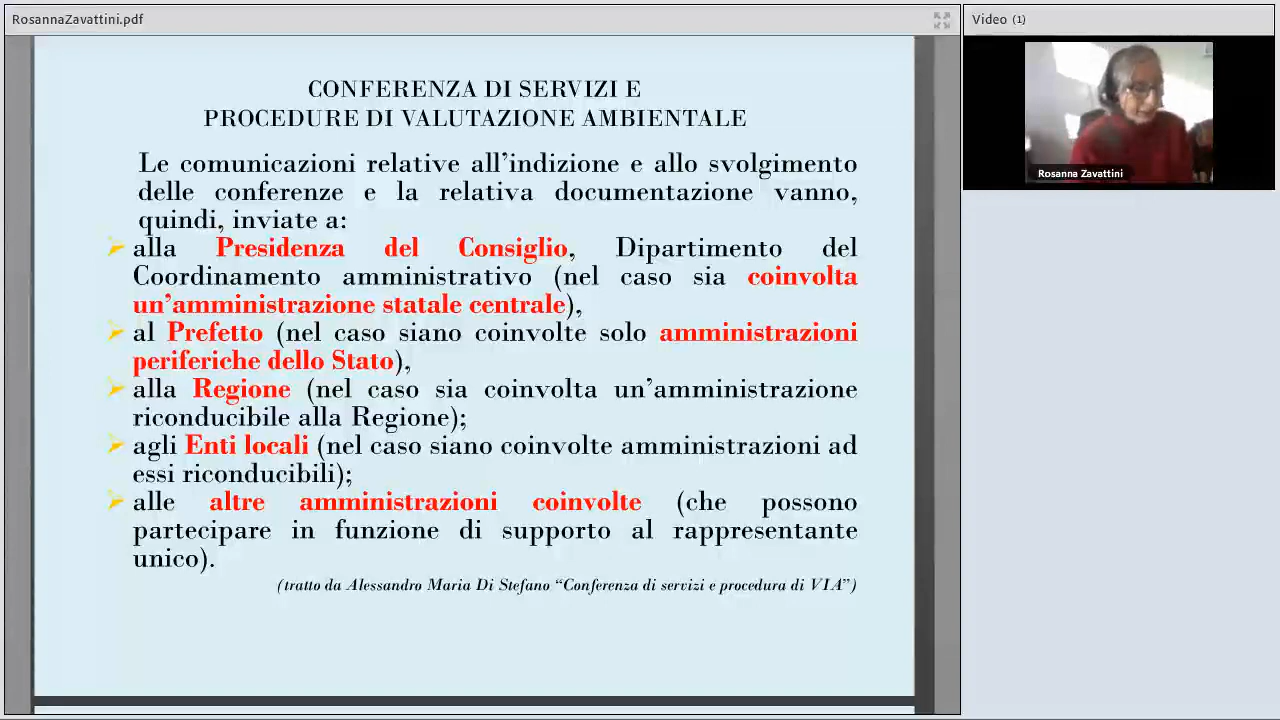 RosannaZavattini.pdf
Video (1)
CONFERENZA DI SERVIZI E
PROCEDURE DI VALUTAZIONE AMBIENTALE
Le comunicazioni relative all'indizione e allo svolgimento
delle conferenze e la relativa documentazione vanno,
quindi, inviate a:
alla Presidenza del Consiglio, Dipartimento del
Coordinamento amministrativo (nel caso sia coinvolta
un'amministrazione statale centrale),
al Prefetto (nel caso siano coinvolte solo amministrazioni
periferiche dello Stato),
alla Regione (nel caso sia coinvolta un'amministrazione
riconducibile alla Regione);
agli Enti locali (nel caso siano coinvolte amministrazioni ad
essi riconducibili);
alle altre amministrazioni coinvolte (che possono
partecipare in funzione di supporto al rappresentante
unico).
(tratto da Alessandro Maria Di Stefano “Conferenza di servizi e procedura di VIA”)
Rosanna Zavattini